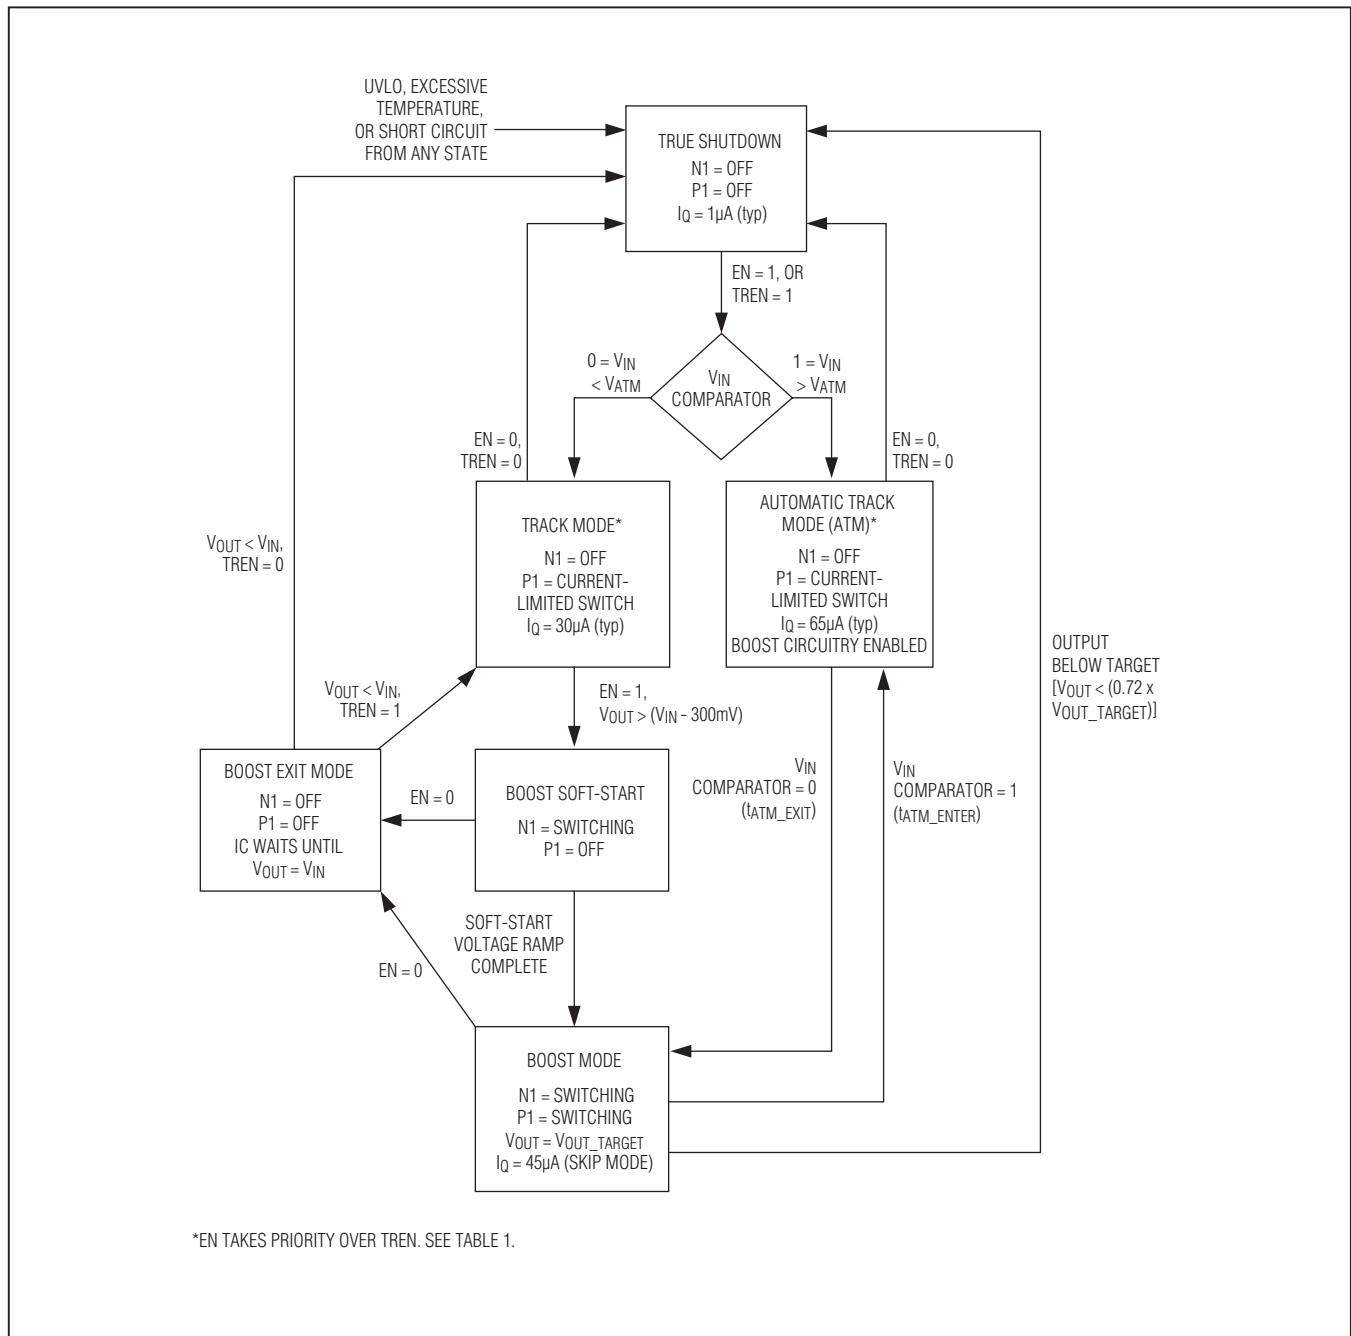 UVLO, EXCESSIVE
TEMPERATURE,
OR SHORT CIRCUIT
FROM ANY STATE
TRUE SHUTDOWN
N1 = OFF
P1 = OFF
IQ = 1µA (typ)
EN = 1, OR
TREN = 1
0 = VIN
< VATM
VIN
COMPARATOR
1 = VIN
> VATM
EN = 0,
TREN = 0
EN = 0,
TREN = 0
TRACK MODE*
N1 = OFF
P1 = CURRENT-
LIMITED SWITCH
IQ = 30µA (typ)
AUTOMATIC TRACK
MODE (ATM)*
N1 = OFF
P1 = CURRENT-
LIMITED SWITCH
IQ = 65µA (typ)
BOOST CIRCUITRY ENABLED
VOUT < VIN,
TREN = 0
OUTPUT
BELOW TARGET
[VOUT < (0.72 x
VOUT_TARGET)]
VOUT < VIN,
TREN = 1
EN = 1,
VOUT > (VIN - 300mV)
BOOST EXIT MODE
N1 = OFF
P1 = OFF
IC WAITS UNTIL
VOUT = VIN
EN = 0
BOOST SOFT-START
N1 = SWITCHING
P1 = OFF
VIN
COMPARATOR = 0
(tATM_EXIT)
VIN
COMPARATOR = 1
(tATM_ENTER)
SOFT-START
VOLTAGE RAMP
COMPLETE
EN = 0
BOOST MODE
N1 = SWITCHING
P1 = SWITCHING
VOUT = VOUT_TARGET
IQ = 45µA (SKIP MODE)
*EN TAKES PRIORITY OVER TREN. SEE TABLE 1.